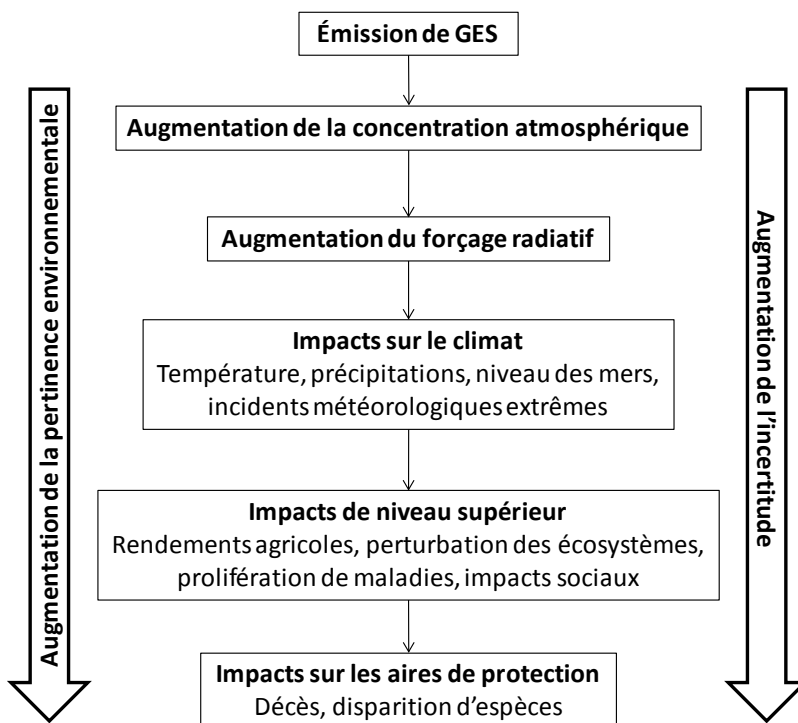 Émission de GES
Augmentation de la concentration atmosphérique
Augmentation du forçage radiatif
Impacts sur le climat
Température, précipitations, niveau des mers,
incidents météorologiques extrêmes
Impacts de niveau supérieur
Rendements agricoles, perturbation des écosystèmes,
prolifération de maladies, impacts sociaux
Impacts sur les aires de protection
Décès, disparition d'espèces
Augmentation de la pertinence environnementale
Augmentation de l'incertitude